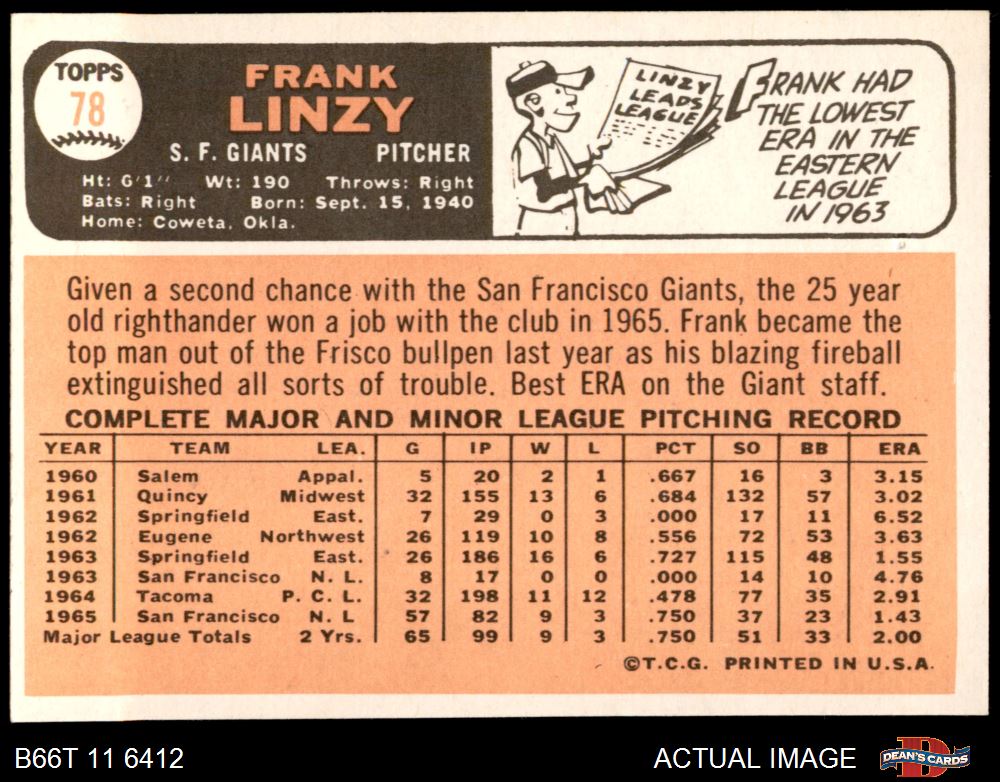 TOPPS
78
FRANK
LINZY
S. F. GIANTS PITCHER
Ht: 6'1" Wt: 190 Throws: Right
Bats: Right Born: Sept. 15, 1940
Home: Coweta, Okla.
LINZY
LEADS
LEAGUE
FRANK HAD
THE LOWEST
ERA IN THE
EASTERN
LEAGUE
IN 1963
Given a second chance with the San Francisco Giants, the 25 year
old righthander won a job with the club in 1965. Frank became the
top man out of the Frisco bullpen last year as his blazing fireball
extinguished all sorts of trouble. Best ERA on the Giant staff.
COMPLETE MAJOR AND MINOR LEAGUE PITCHING RECORD
YEAR TEAM LEA. G IP W L PCT SO BB ERA
1960 Salem Appal. 5 20 2 1 .667 16 3 3.15
1961 Quincy Midwest 32 155 13 6 .684 132 57 3.02
1962 Springfield East. 7 29 0 3 .000 17 11 6.52
1962 Eugene Northwest 26 119 10 8 .556 72 53 3.63
1963 Springfield East. 26 186 16 6 .727 115 48 1.55
1963 San Francisco N. L. 8 17 0 0 .000 14 10 4.76
1964 Tacoma P. C. L. 32 198 11 12 .478 77 35 2.91
1965 San Francisco N. L 57 82 9 3 .750 37 23 1.43
Major League Totals 2 Yrs. 65 99 9 3 .750 51 33 2.00
©T.C.G. PRINTED IN U.S.A.
B66T 11 6412 ACTUAL IMAGE DEAN'S CARDS